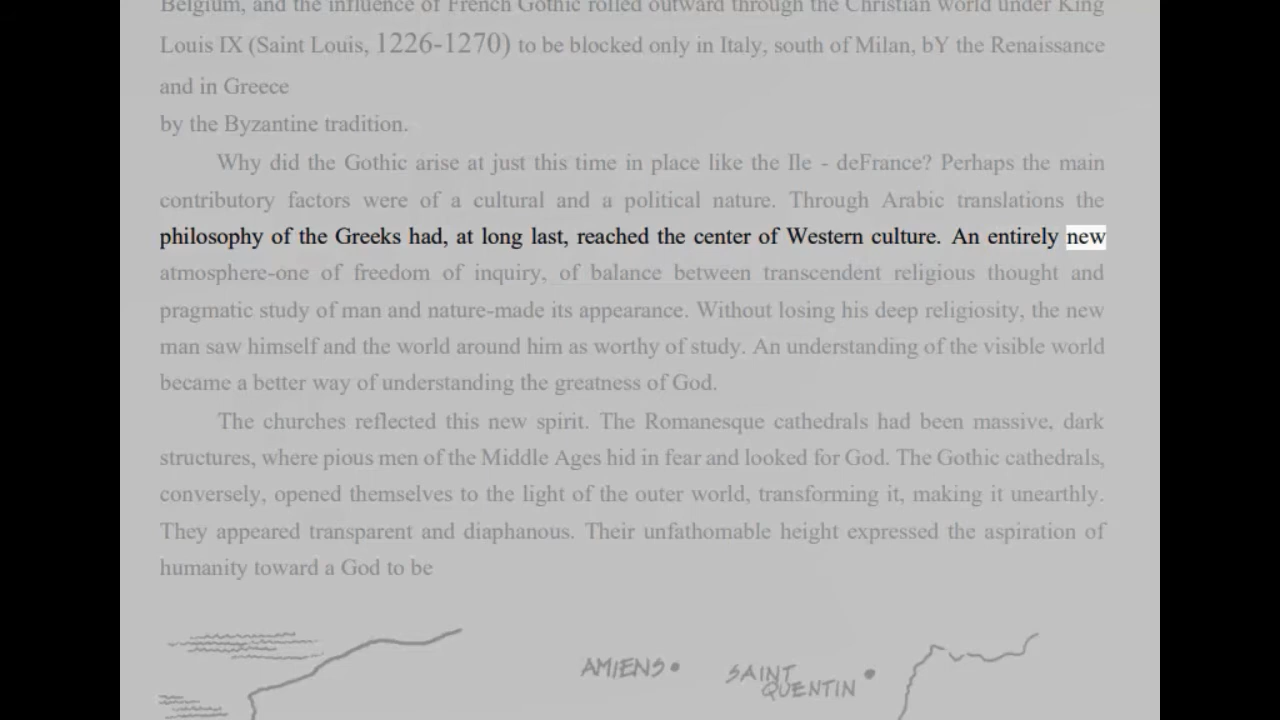 Belgium, and the influence of French Gothic rolled outward through the Christian world under King
Louis IX (Saint Louis, 1226-1270) to be blocked only in Italy, south of Milan, bY the Renaissance
and in Greece
by the Byzantine tradition.
Why did the Gothic arise at just this time in place like the Ile - deFrance? Perhaps the main
contributory factors were of a cultural and a political nature. Through Arabic translations the
philosophy of the Greeks had, at long last, reached the center of Western culture. An entirely new
atmosphere-one of freedom of inquiry, of balance between transcendent religious thought and
pragmatic study of man and nature-made its appearance. Without losing his deep religiosity, the new
man saw himself and the world around him as worthy of study. An understanding of the visible world
became a better way of understanding the greatness of God.
The churches reflected this new spirit. The Romanesque cathedrals had been massive, dark
structures, where pious men of the Middle Ages hid in fear and looked for God. The Gothic cathedrals,
conversely, opened themselves to the light of the outer world, transforming it, making it unearthly.
They appeared transparent and diaphanous. Their unfathomable height expressed the aspiration of
humanity toward a God to be
AMIENS
SAINT
QUENTIN